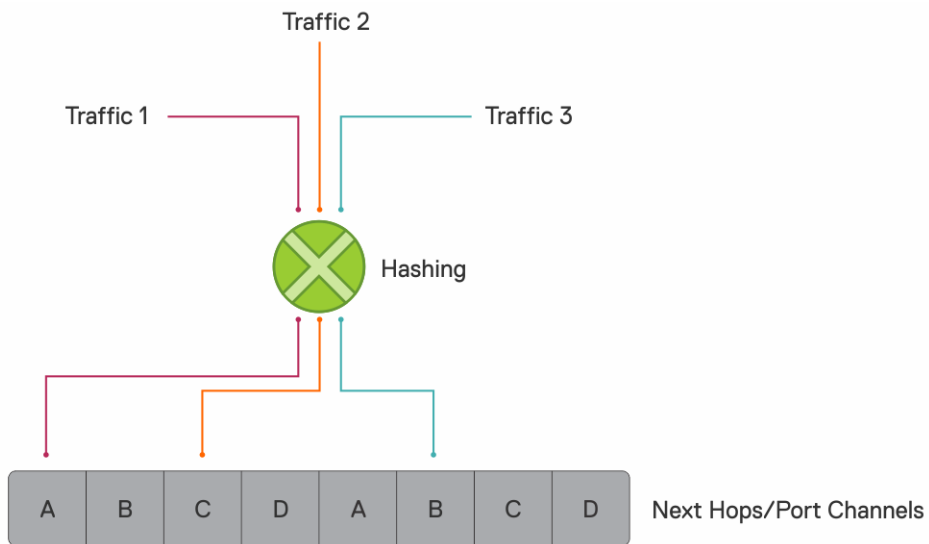 Traffic 2
Traffic 1
Traffic 3
Hashing
A B C D A B C D
Next Hops/Port Channels